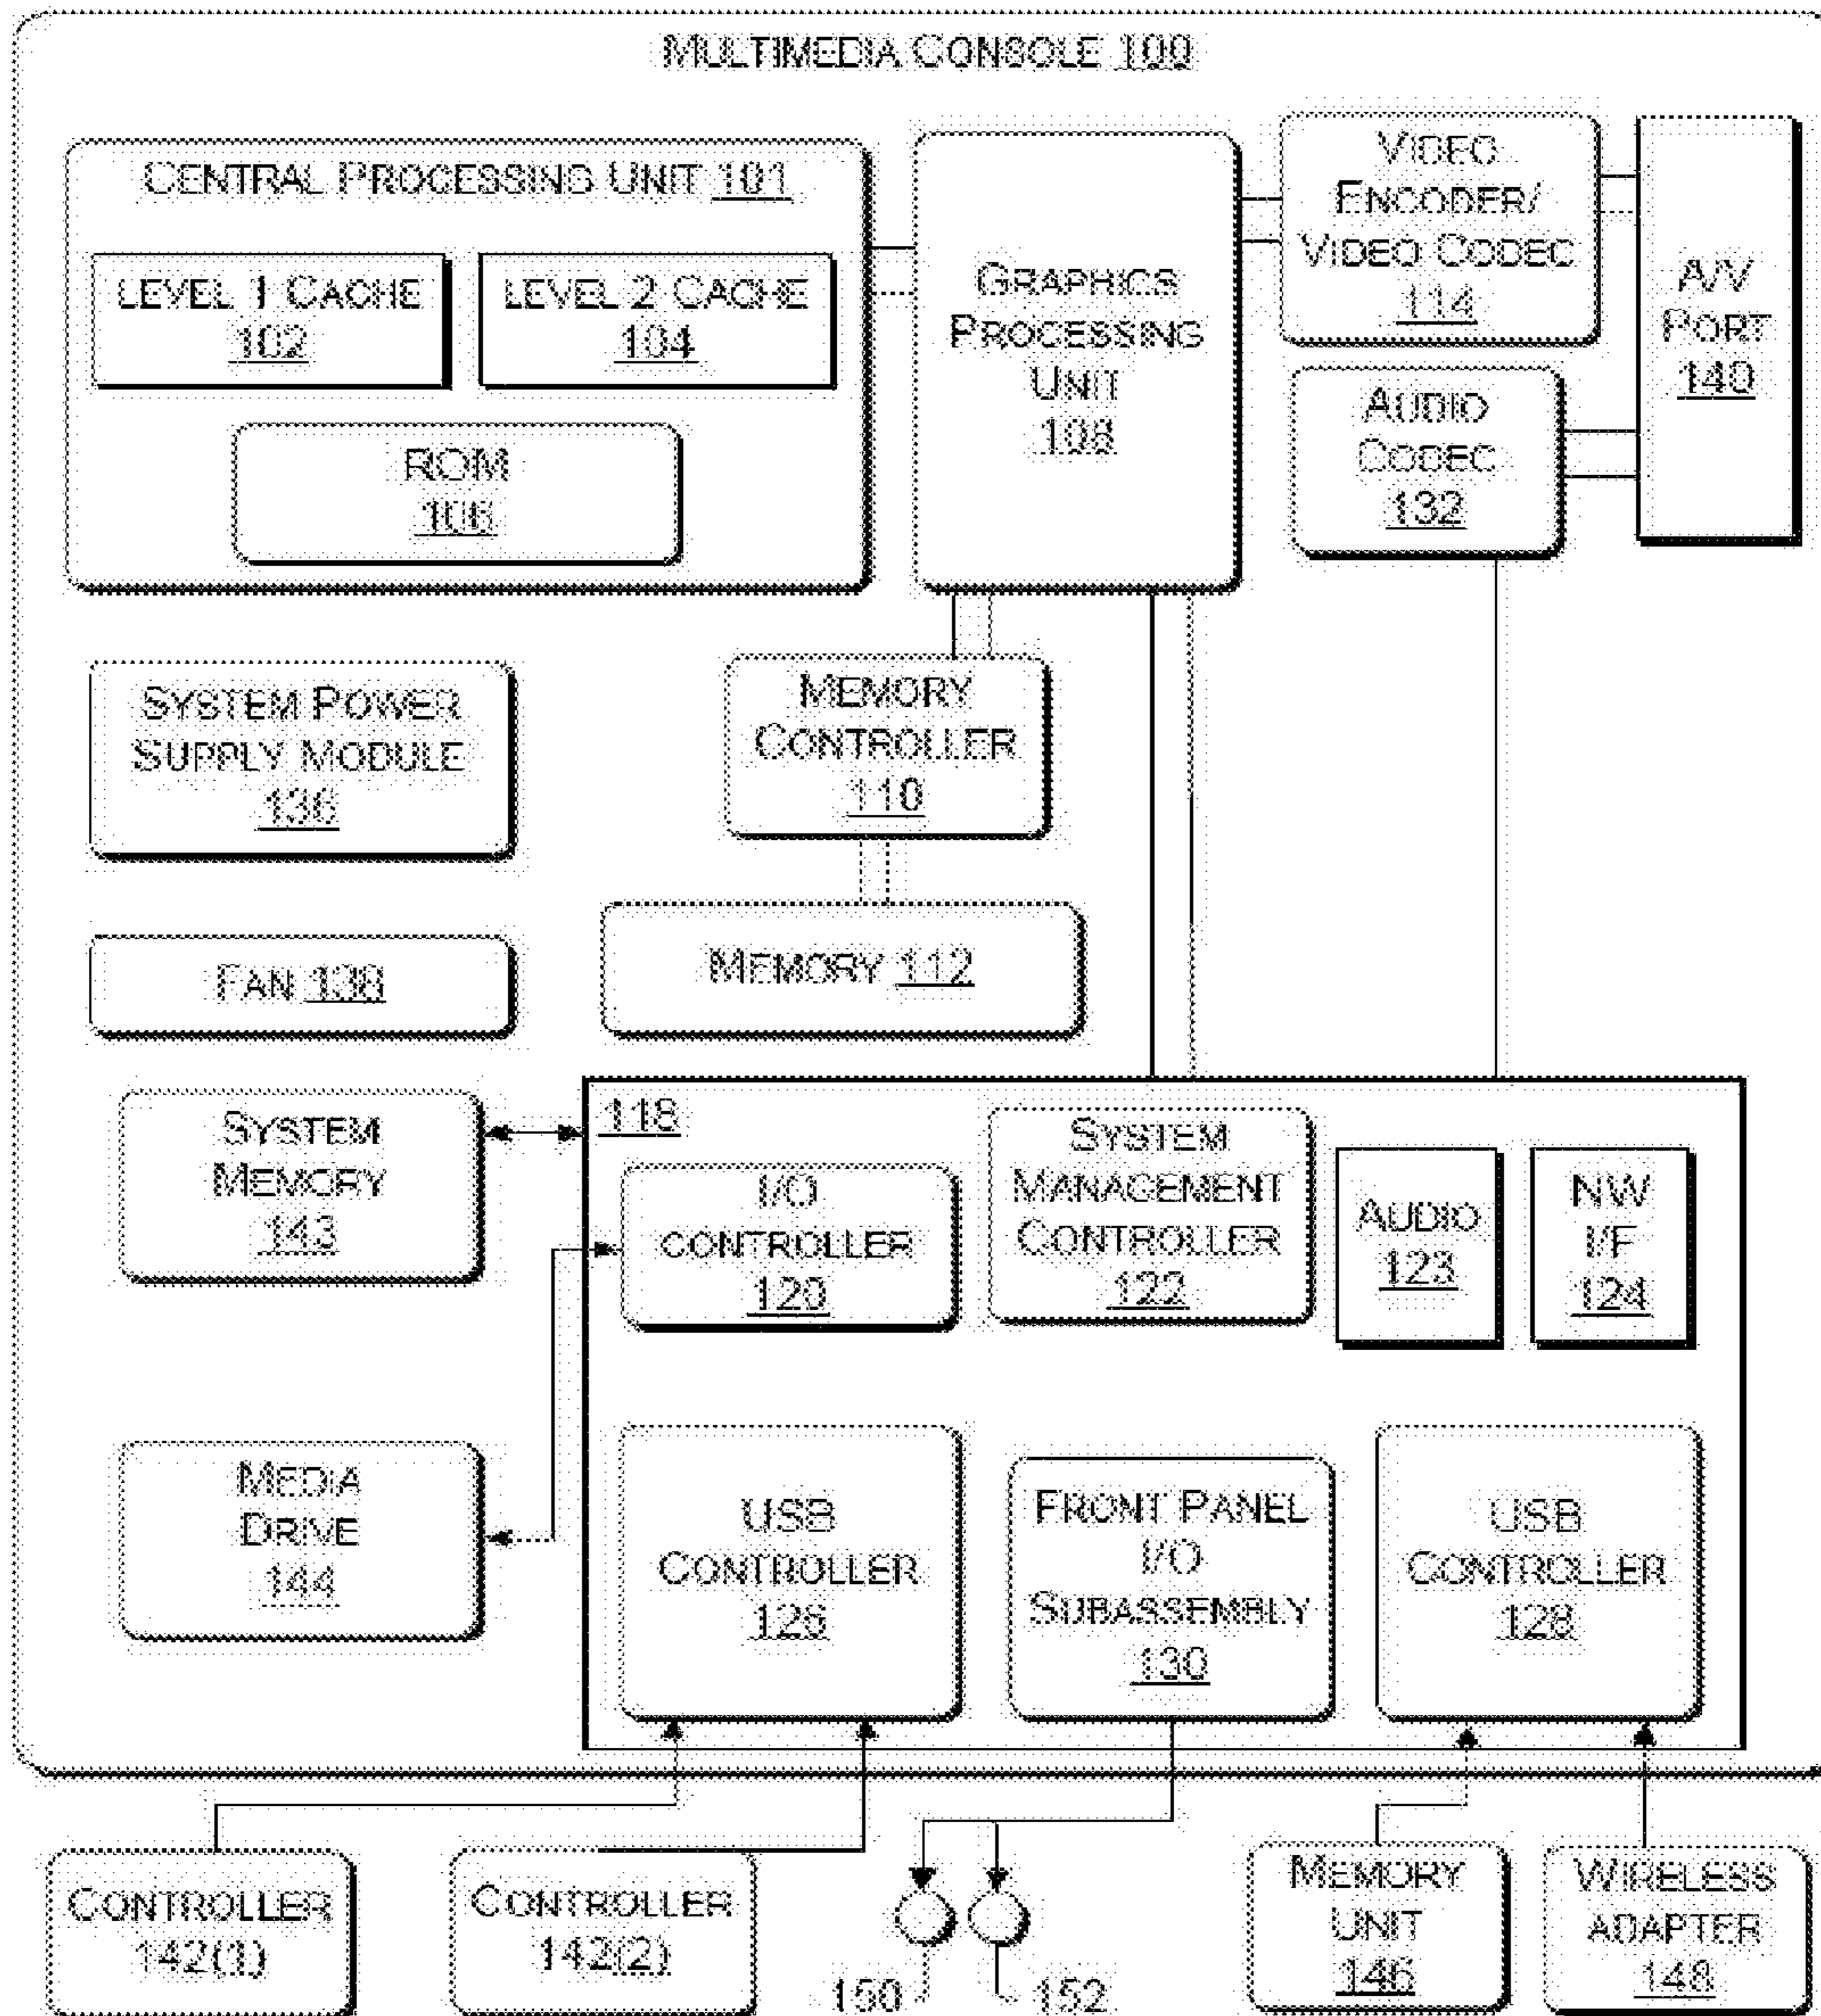 MULTIMEDIA CONSOLE 100
CENTRAL PROCESSING UNIT 101
LEVEL 1 CACHE
102
LEVEL 2 CACHE
104
ROM
106
GRAPHICS
PROCESSING
UNIT
108
VIDEO
ENCODER/
VIDEO CODEC
114
A/V
PORT
140
AUDIO
CODEC
132
SYSTEM POWER
SUPPLY MODULE
136
MEMORY
CONTROLLER
110
FAN 138
MEMORY 112
SYSTEM
MEMORY
143
118
I/O
CONTROLLER
120
SYSTEM
MANAGEMENT
CONTROLLER
122
AUDIO
123
NW
I/F
124
MEDIA
DRIVE
144
USB
CONTROLLER
126
FRONT PANEL
I/O
SUBASSEMBLY
130
USB
CONTROLLER
128
CONTROLLER
142(1)
CONTROLLER
142(2)
150
152
MEMORY
UNIT
146
WIRELESS
ADAPTER
148